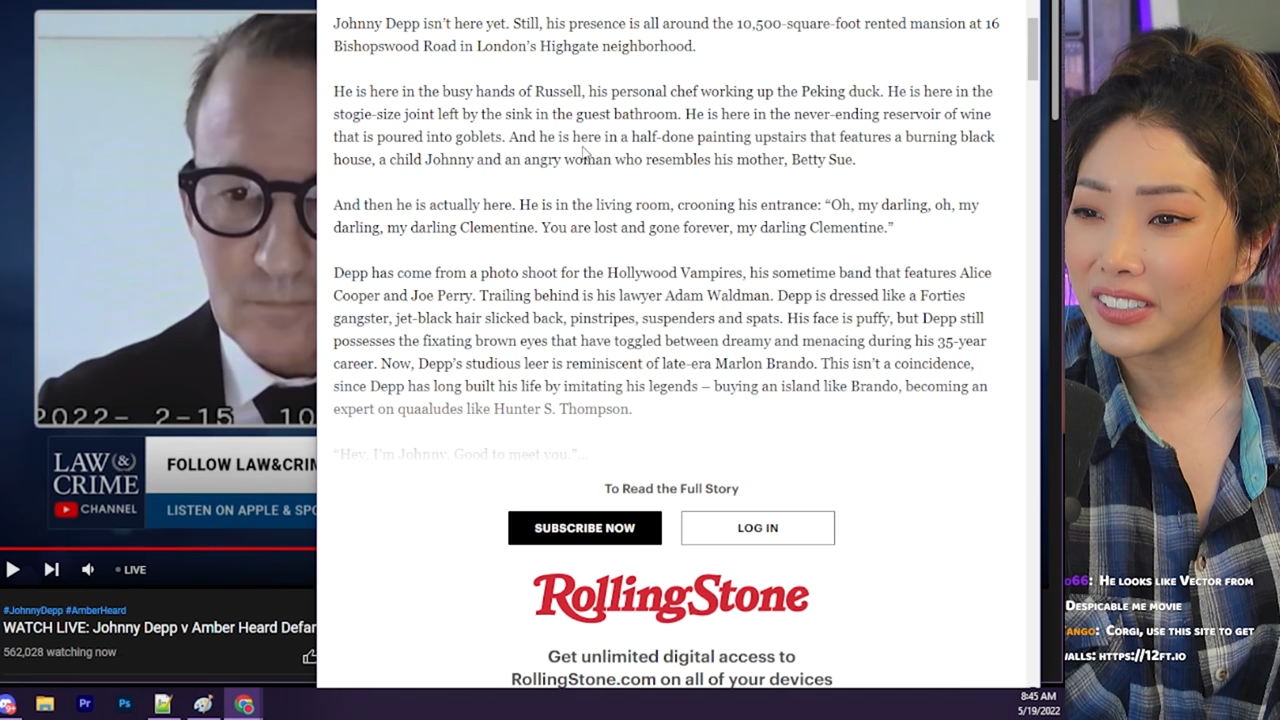 Johnny Depp isn’t here yet. Still, his presence is all around the 10,500-square-foot rented mansion at 16
Bishopswood Road in London’s Highgate neighborhood.
He is here in the busy hands of Russell, his personal chef working up the Peking duck. He is here in the
stogie-size joint left by the sink in the guest bathroom. He is here in the never-ending reservoir of wine
that is poured into goblets. And he is here in a half-done painting upstairs that features a burning black
house, a child Johnny and an angry woman who resembles his mother, Betty Sue.
And then he is actually here. He is in the living room, crooning his entrance: “Oh, my darling, oh, my
darling, my darling Clementine. You are lost and gone forever, my darling Clementine.”
Depp has come from a photo shoot for the Hollywood Vampires, his sometime band that features Alice
Cooper and Joe Perry. Trailing behind is his lawyer Adam Waldman. Depp is dressed like a Forties
gangster, jet-black hair slicked back, pinstripes, suspenders and spats. His face is puffy, but Depp still
possesses the fixating brown eyes that have toggled between dreamy and menacing during his 35-year
career. Now, Depp’s studious leer is reminiscent of late-era Marlon Brando. This isn’t a coincidence,
since Depp has long built his life by imitating his legends – buying an island like Brando, becoming an
expert on quaaludes like Hunter S. Thompson.
“Hey, I’m Johnny. Good to meet you.”...
To Read the Full Story
SUBSCRIBE NOW
LOG IN
RollingStone
Get unlimited digital access to
RollingStone.com on all of your devices
2022- 2-15 10
LAW &
CRIME
CHANNEL
FOLLOW LAW&CRIM
LISTEN ON APPLE & SPO
LIVE
#JohnnyDepp #AmberHeard
WATCH LIVE: Johnny Depp v Amber Heard Defar
562,028 watching now
o66: HE LOOKS LIKE VECTOR FROM
DESPICABLE ME MOVIE
ANGO: CORGI, USE THIS SITE TO GET
WALLS: HTTPS://12FT.IO
Pr
Ps
8:45 AM
5/19/2022